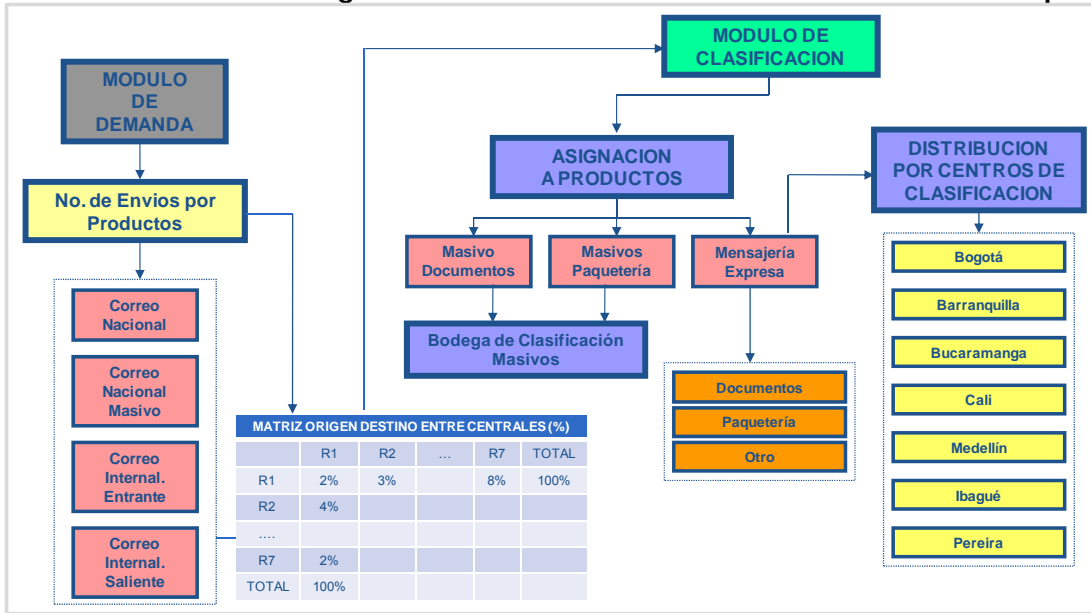 MODULO
DE
DEMANDA
No. de Envios por
Productos
Correo
Nacional
Correo
Nacional
Masivo
Correo
Internal.
Entrante
Correo
Internal.
Saliente
MATRIZ ORIGEN DESTINO ENTRE CENTRALES (%)
R1 R2 ... R7 TOTAL
R1 2% 3% 8% 100%
R2 4%
....
R7 2%
TOTAL 100%
MODULO DE
CLASIFICACION
ASIGNACION
A PRODUCTOS
Masivo
Documentos
Masivos
Paquetería
Mensajería
Expresa
Bodega de Clasificación
Masivos
Documentos
Paquetería
Otro
DISTRIBUCION
POR CENTROS DE
CLASIFICACION
Bogotá
Barranquilla
Bucaramanga
Cali
Medellín
Ibagué
Pereira